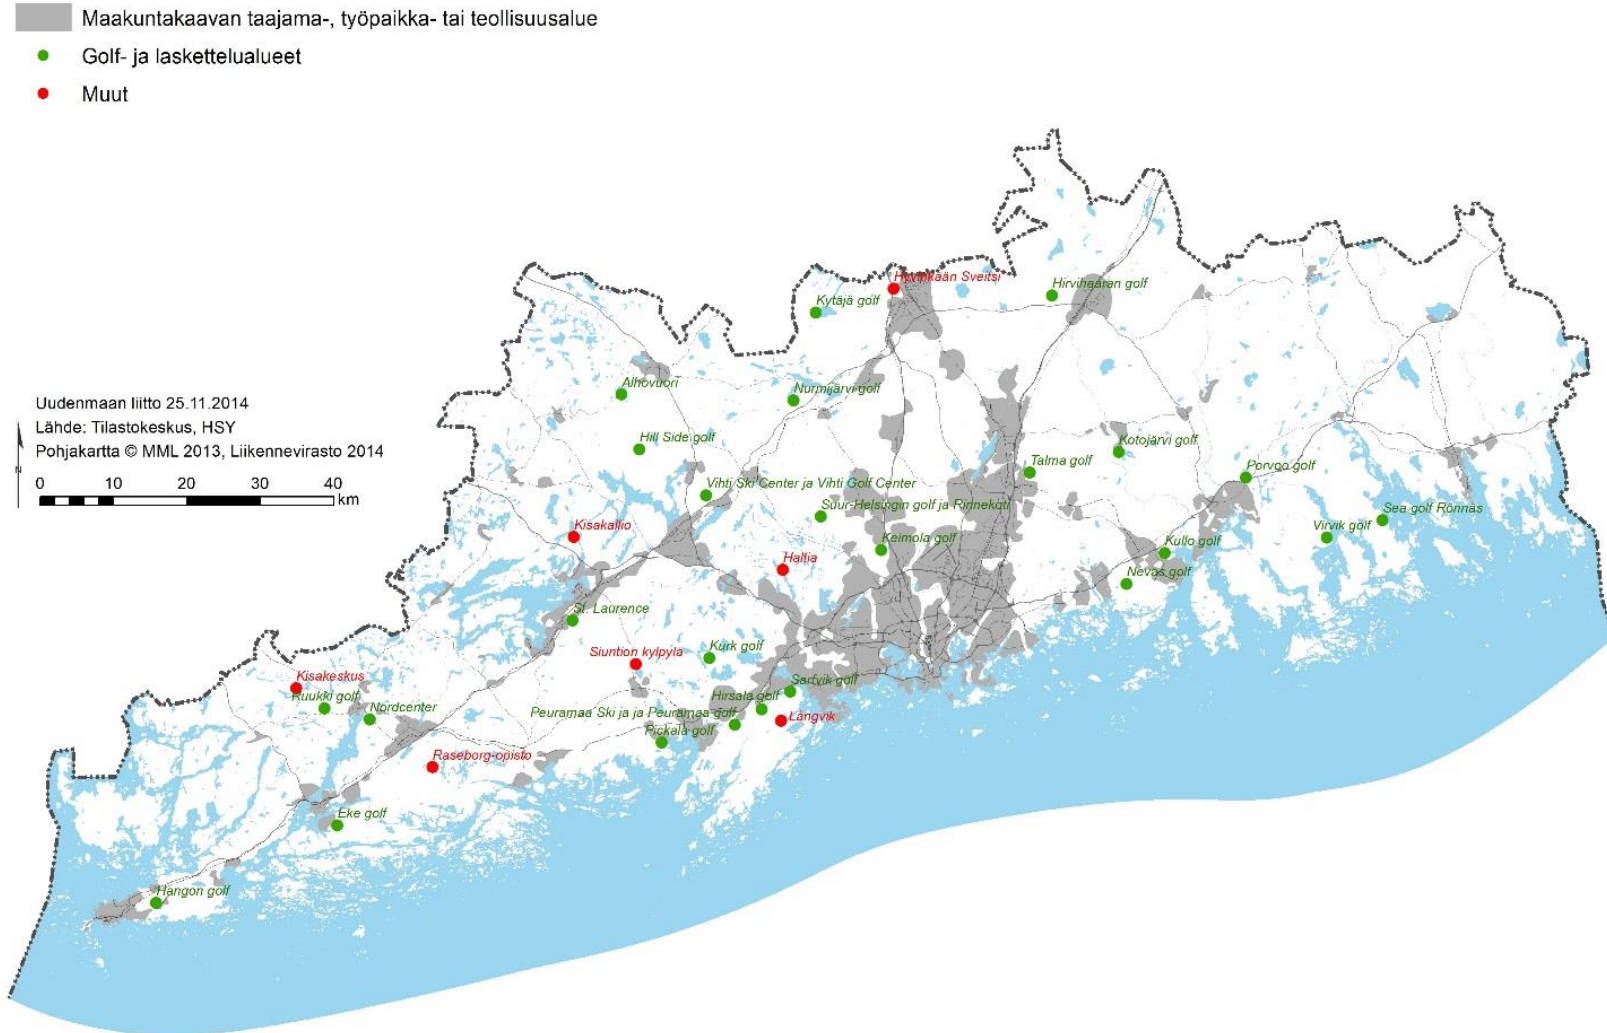 Maakuntakaavan taajama-, työpaikka- tai teollisuusalue
Golf- ja laskettelualueet
Muut
Hyvinkään Sveitsi
Hirvihaaran golf
Kytäjä golf
Alhovuori
Nurmijärvi golf
Uudenmaan liitto 25.11.2014
Lähde: Tilastokeskus, HSY
Pohjakartta © MML 2013, Liikennevirasto 2014
N
0 10 20 30 40
km
Hill Side golf
Kotojärvi golf
Talma golf
Porvoo golf
Vihti Ski Center ja Vihti Golf Center
Suur-Helsingin golf ja Rinnekoti
Sea golf Rönnäs
Kisakallio
Virvik golf
Keimola golf
Kullo golf
Haltia
Nevas golf
St. Laurence
Kurk golf
Siuntion kylpylä
Kisakeskus
Sarfvik golf
Ruukki golf
Hirsala golf
Nordcenter
Peuramaa Ski ja ja Peuramaa golf
Långvik
Pickala golf
Raseborg-opisto
Eke golf
Hangon golf